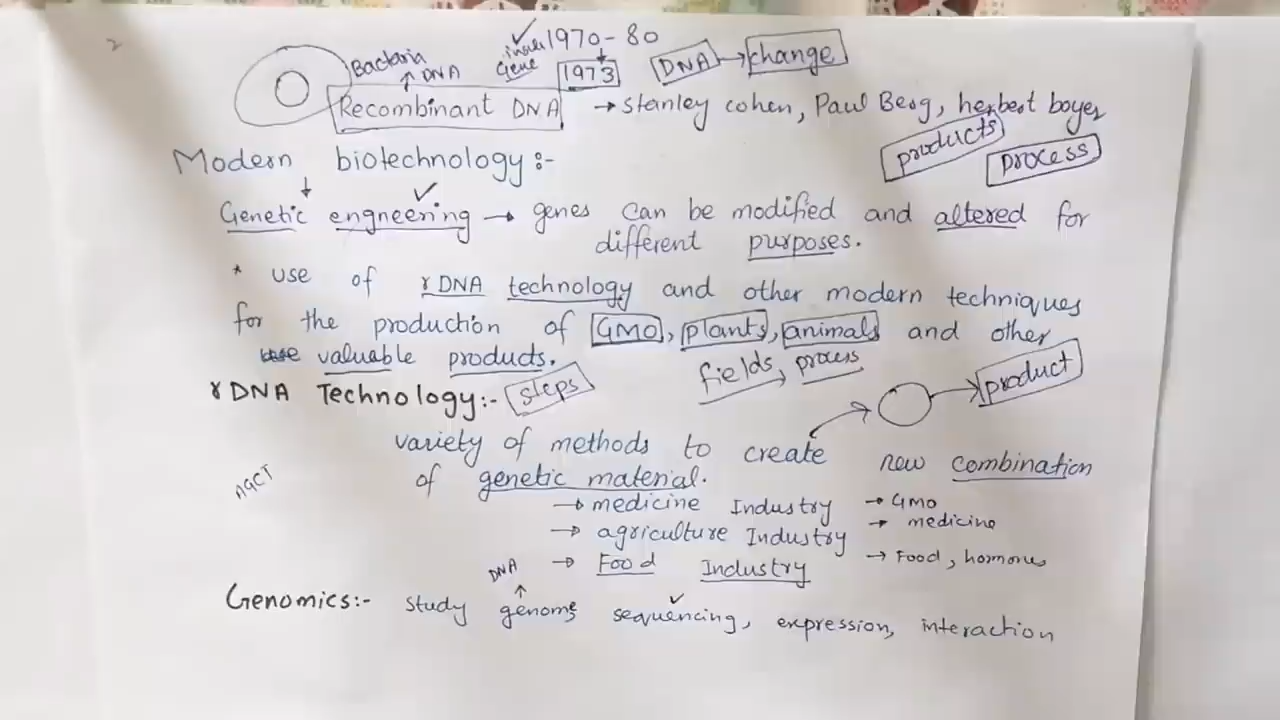 1970-80
Bacteria
DNA
Gene
1973
DNA → change
Recombinant DNA → Stanley cohen, Paul Berg, herbert boyer
products
process
Modern biotechnology :-
Genetic engneering → genes can be modified and altered for
different purposes.
* use of rDNA technology and other modern techniques
for the production of GMO, plants, animals and other
valuable products.
fields, process
rDNA Technology:- steps
product
variety of methods to create new combination
of genetic material.
AGCT
→ medicine Industry → GMO
→ medicine
→ agriculture Industry
→ Food Industry → Food, hormones
DNA
Genomics:- study genome sequencing, expression, interaction